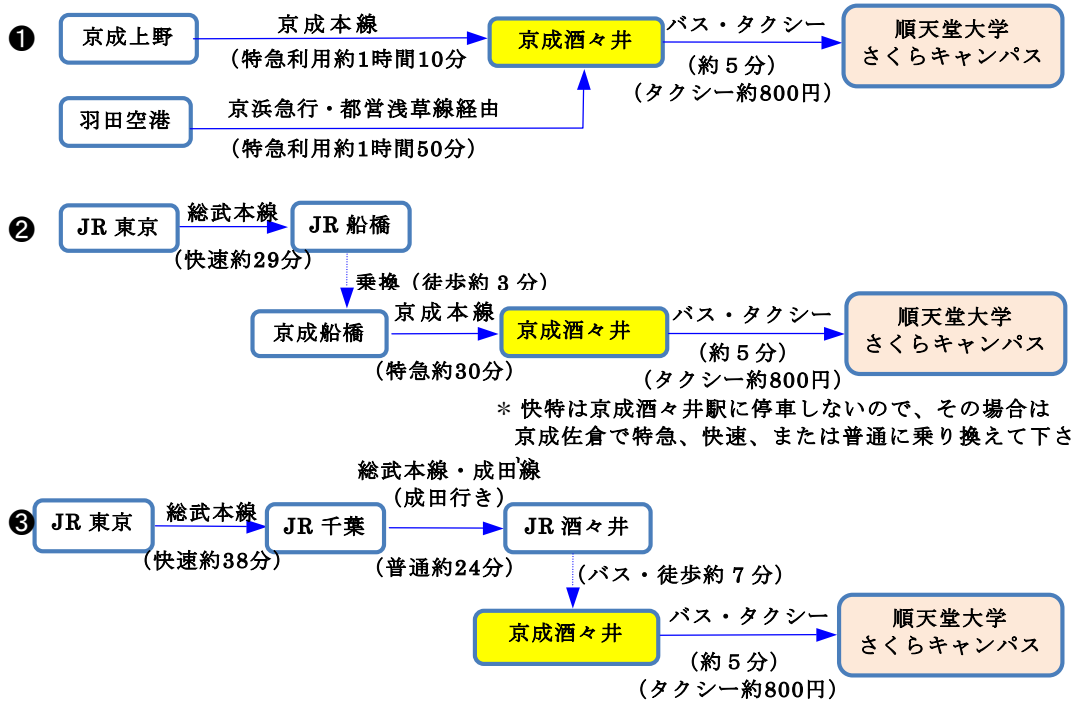 ❶
京成上野
京成本線
(特急利用約1時間10分
京成酒々井
バス・タクシー
(約５分)
(タクシー約800円)
順天堂大学
さくらキャンパス
羽田空港
京浜急行・都営浅草線経由
(特急利用約1時間50分)
❷
JR 東京
総武本線
(快速約29分)
JR 船橋
乗換（徒歩約 3 分）
京成船橋
京成本線
(特急約30分)
京成酒々井
バス・タクシー
(約５分)
(タクシー約800円)
順天堂大学
さくらキャンパス
＊ 快特は京成酒々井駅に停車しないので、その場合は
京成佐倉で特急、快速、または普通に乗り換えて下さ
❸
JR 東京
総武本線
(快速約38分)
JR 千葉
総武本線・成田線
(成田行き)
(普通約24分)
JR 酒々井
(バス・徒歩約 7 分)
京成酒々井
バス・タクシー
(約５分)
(タクシー約800円)
順天堂大学
さくらキャンパス